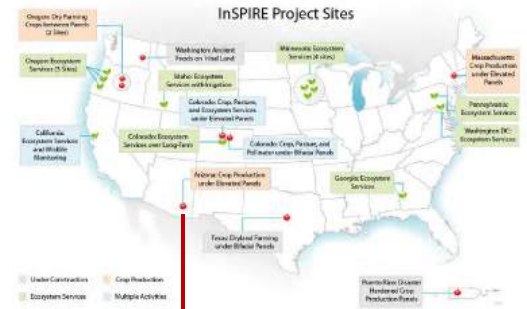 InSPIRE Project Sites
Oregon: Dry Farming
Crops between Panels
(2 Sites)
Washington: Ancient
Foods on Tribal Land
Minnesota: Ecosystem
Services (4 sites)
Massachusetts:
Crop Production
under Elevated
Panels
Oregon: Ecosystem
Services (3 Sites)
Idaho: Ecosystem
Services with Irrigation
Colorado: Crop, Pasture,
and Ecosystem Services
under Elevated Panels
Pennsylvania:
Ecosystem Services
California:
Ecosystem Services
and Wildlife
Monitoring
Colorado: Ecosystem
Services over Long-Term
Colorado: Crop, Pasture, and
Pollinator under Bifacial Panels
Washington DC:
Ecosystem Services
Arizona: Crop Production
under Elevated Panels
Georgia: Ecosystem
Services
Texas: Dryland Farming
under Bifacial Panels
Under Construction
Crop Production
Ecosystem Services
Multiple Activities
Puerto Rico: Disaster
Hardened Crop
Production Panels